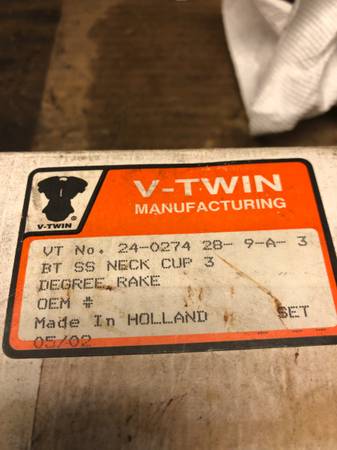 V-TWIN
MANUFACTURING
V-TWIN
VT No. 24-0274 28- 9-A- 3
BT SS NECK CUP 3
DEGREE RAKE
OEM #
Made In HOLLAND SET
05/02